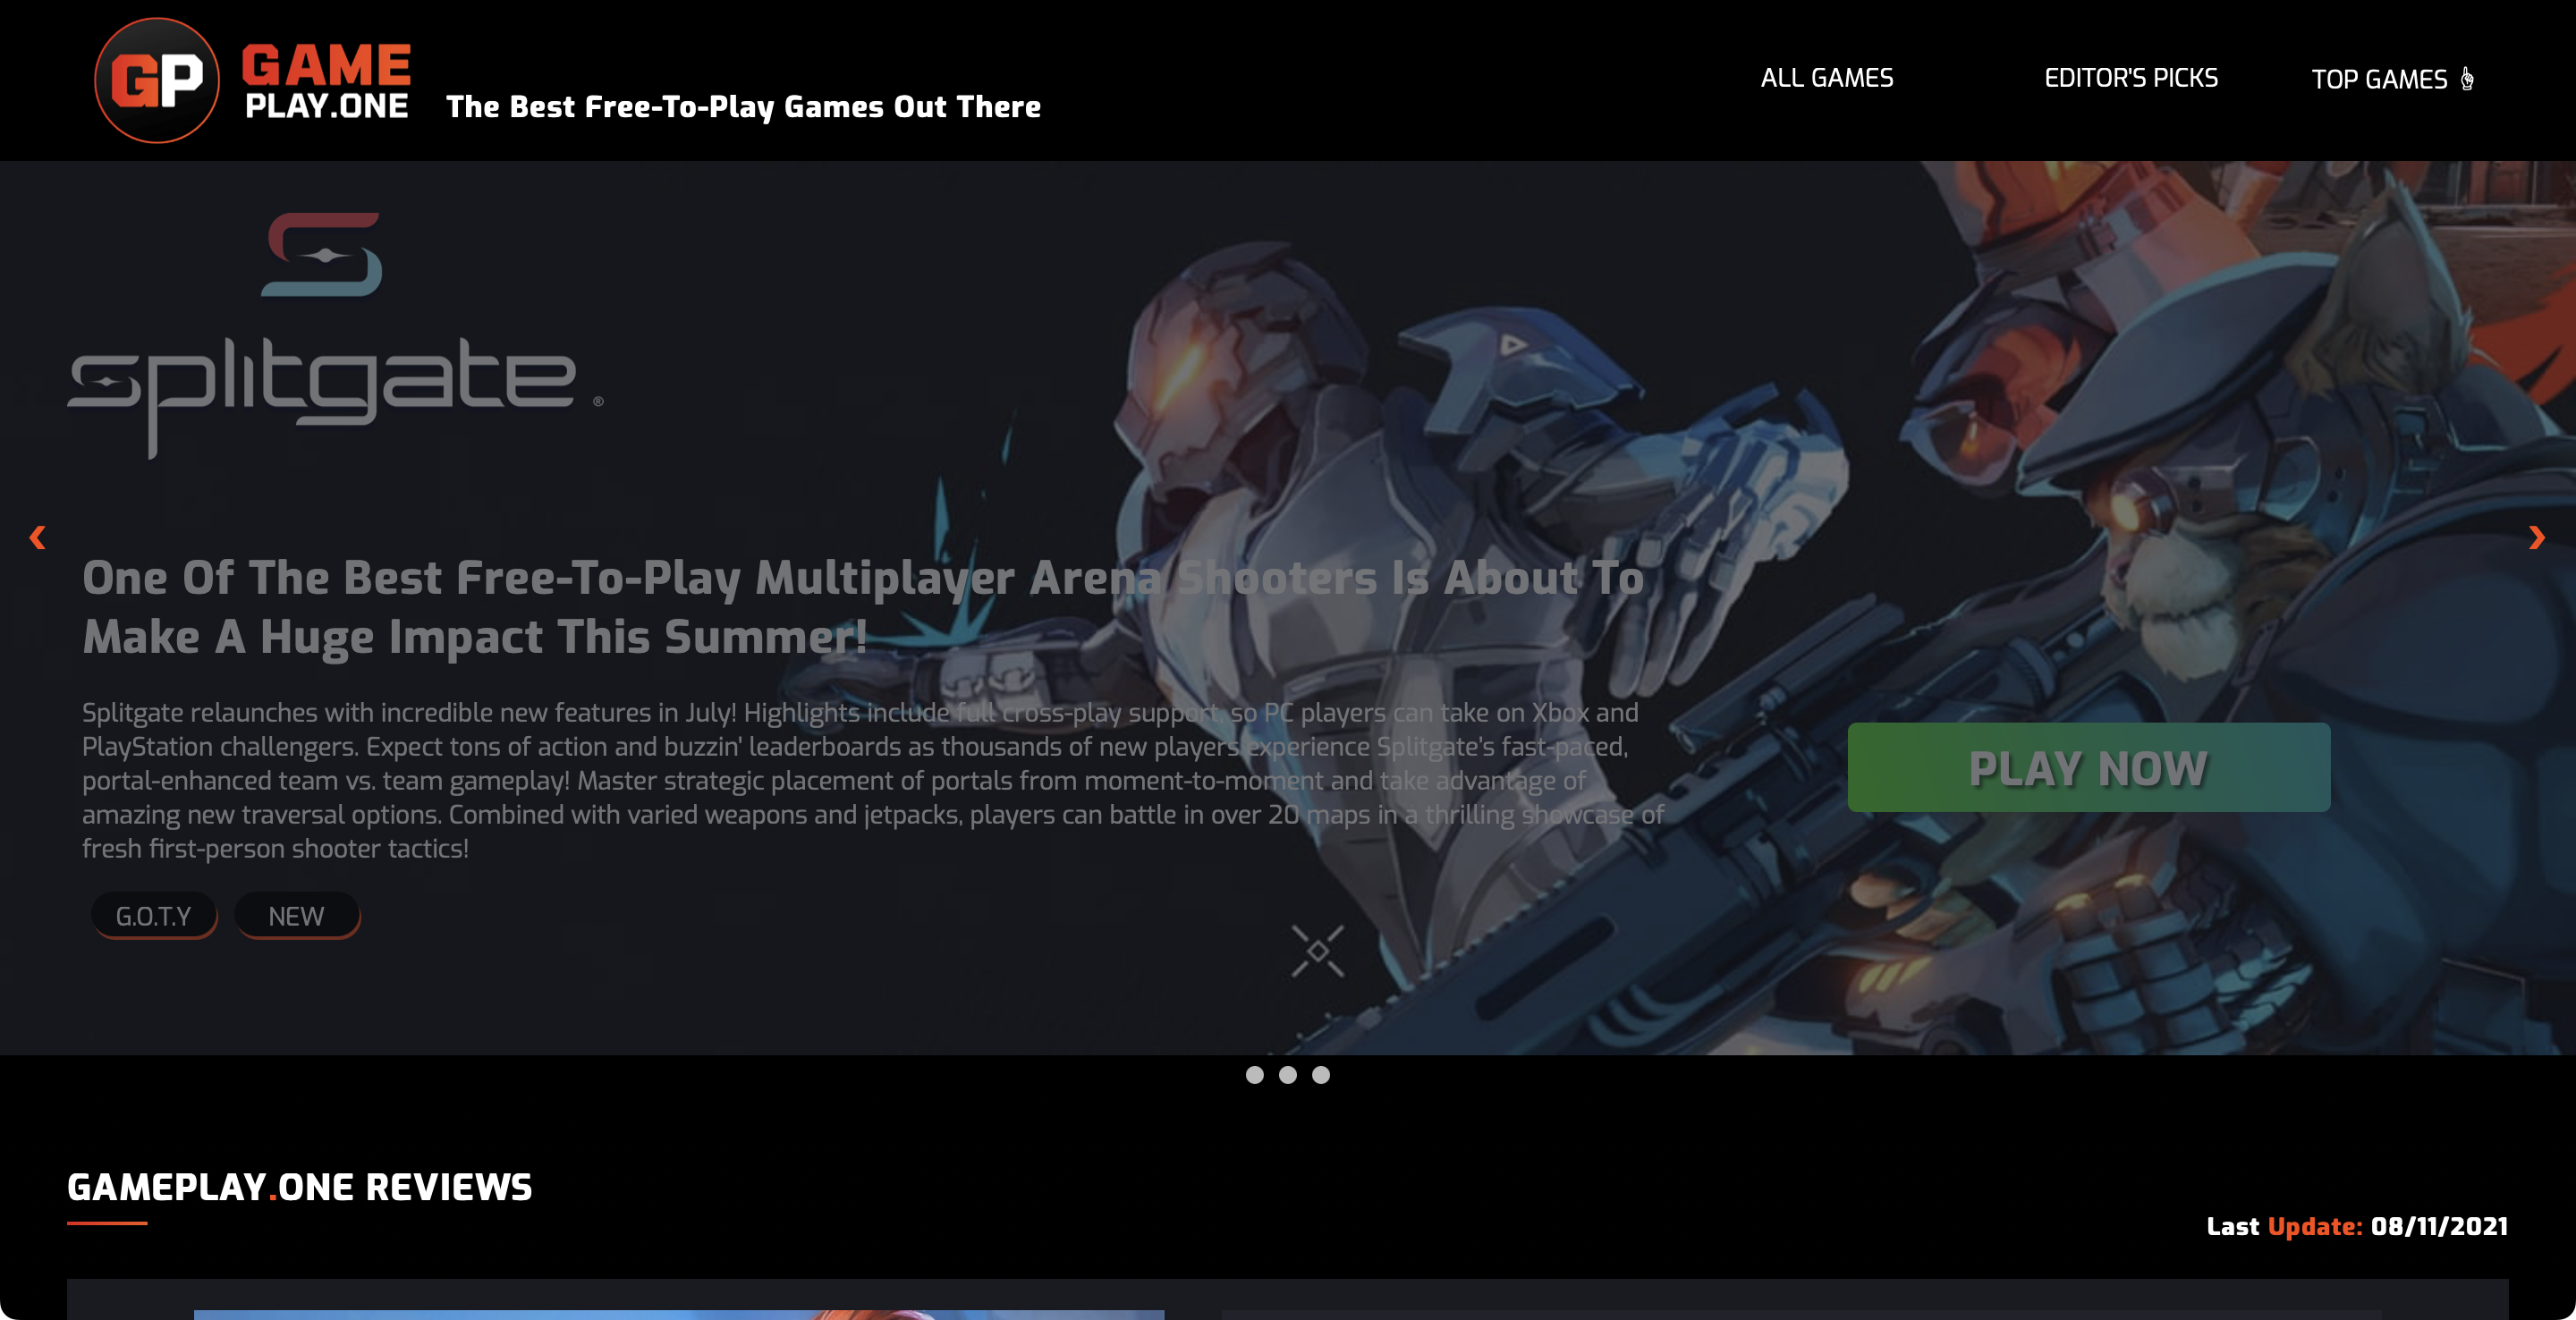 GP
GAME
PLAY.ONE
The Best Free-To-Play Games Out There
ALL GAMES
EDITOR'S PICKS
TOP GAMES
splitgate®
One Of The Best Free-To-Play Multiplayer Arena Shooters Is About To
Make A Huge Impact This Summer!
Splitgate relaunches with incredible new features in July! Highlights include full cross-play support, so PC players can take on Xbox and
PlayStation challengers. Expect tons of action and buzzin' leaderboards as thousands of new players experience Splitgate's fast-paced,
portal-enhanced team vs. team gameplay! Master strategic placement of portals from moment-to-moment and take advantage of
amazing new traversal options. Combined with varied weapons and jetpacks, players can battle in over 20 maps in a thrilling showcase of
fresh first-person shooter tactics!
PLAY NOW
G.O.T.Y
NEW
GAMEPLAY.ONE REVIEWS
Last Update: 08/11/2021